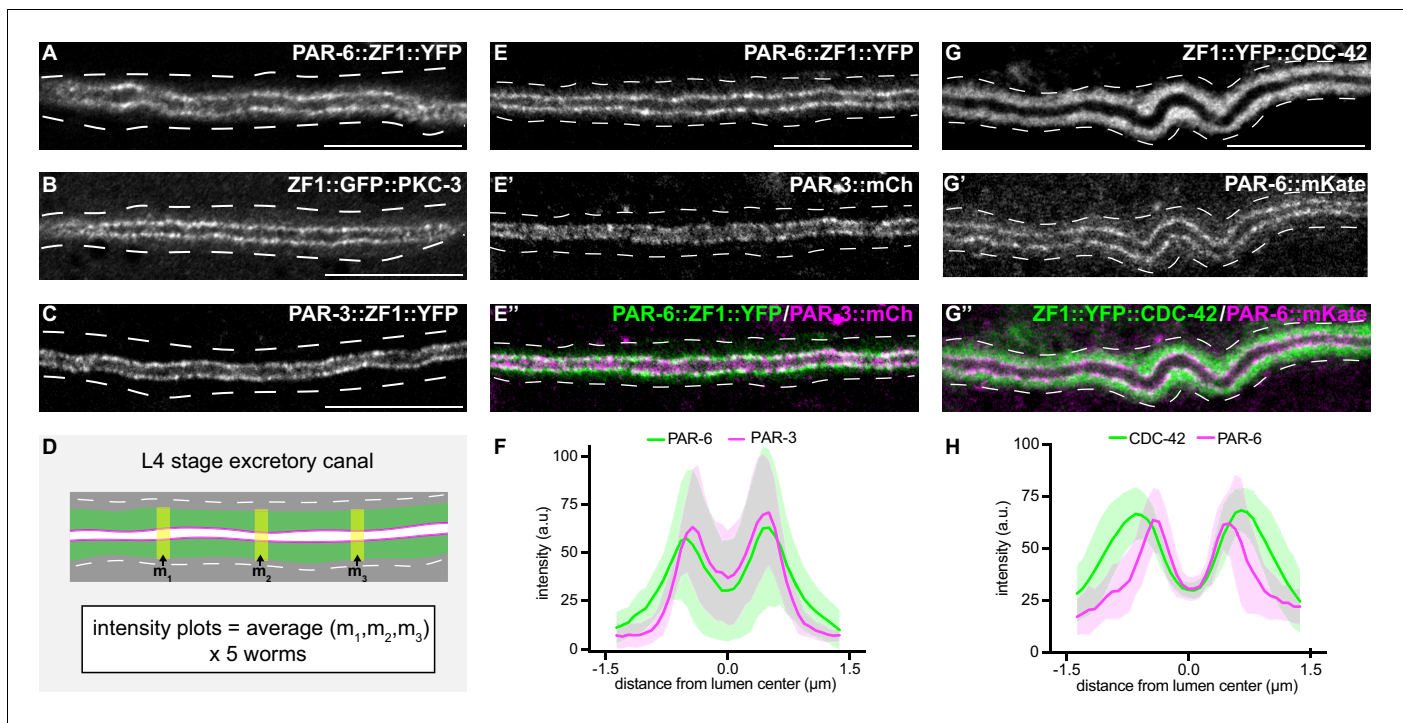 A PAR-6::ZF1::YFP
B ZF1::GFP::PKC-3
C PAR-3::ZF1::YFP
D
L4 stage excretory canal
m1 m2 m3
intensity plots = average (m1,m2,m3)
x 5 worms
E PAR-6::ZF1::YFP
E’ PAR-3::mCh
E’’ PAR-6::ZF1::YFP/PAR-3::mCh
F
PAR-6 PAR-3
100
75
50
25
0
intensity (a.u.)
-1.5 0.0 1.5
distance from lumen center (µm)
G ZF1::YFP::CDC-42
G’ PAR-6::mKate
G’’ ZF1::YFP::CDC-42/PAR-6::mKate
H
CDC-42 PAR-6
100
75
50
25
0
intensity (a.u.)
-1.5 0.0 1.5
distance from lumen center (µm)